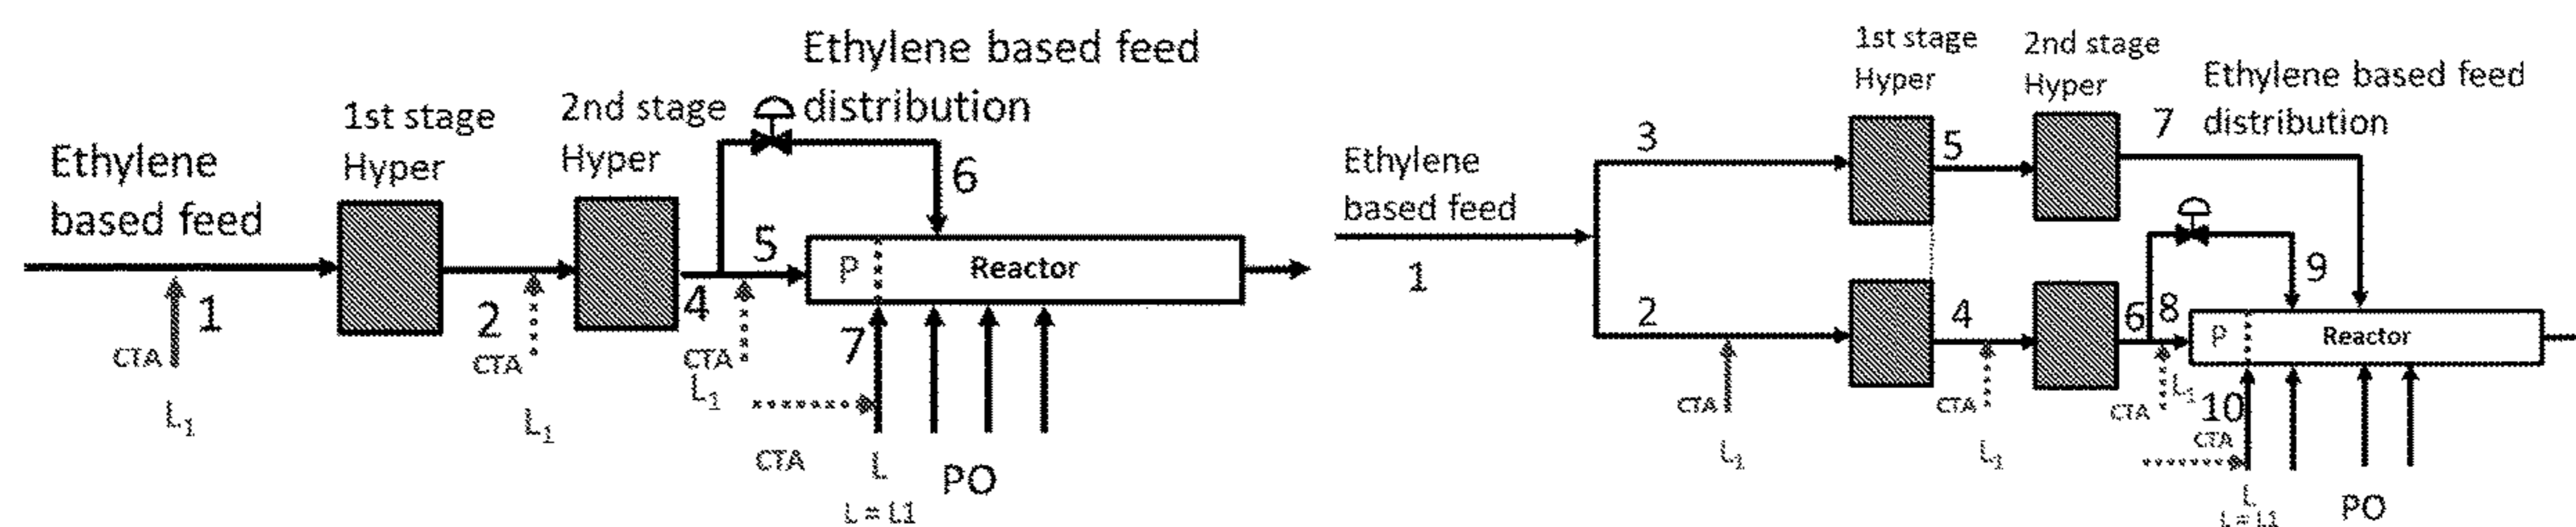 Ethylene based feed
distribution
1st stage
Hyper
2nd stage
Hyper
Ethylene
based feed
1
2
4
5
6
7
P
Reactor
CTA
L1
CTA
L1
CTA
L1
CTA
L
L = L1
PO
1st stage
Hyper
2nd stage
Hyper
Ethylene based feed
distribution
Ethylene
based feed
1
3
5
7
2
4
6
8
9
P
Reactor
CTA
L1
CTA
L1
CTA
L1
10
CTA
L
L = L1
PO